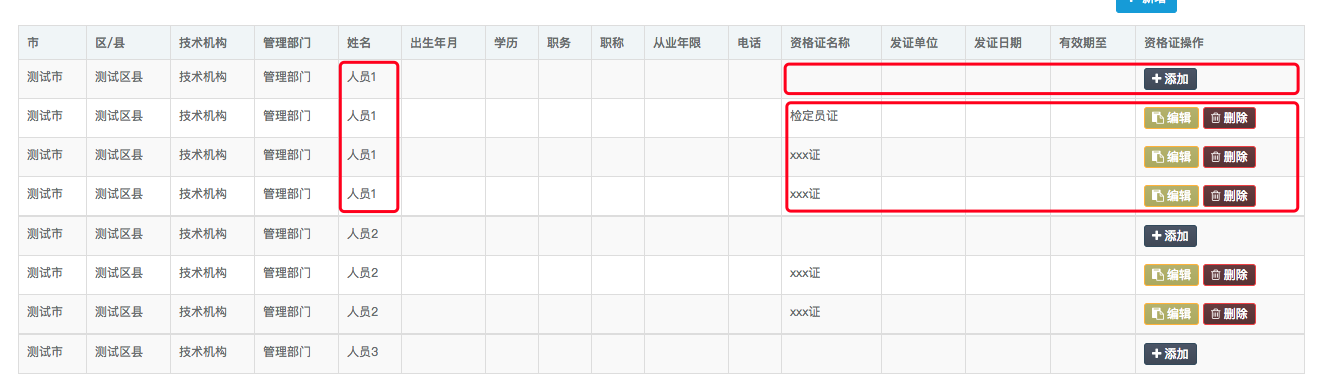 + 新增
市 区/县 技术机构 管理部门 姓名 出生年月 学历 职务 职称 从业年限 电话 资格证名称 发证单位 发证日期 有效期至 资格证操作
测试市 测试区县 技术机构 管理部门 人员1 添加
测试市 测试区县 技术机构 管理部门 人员1 检定员证 编辑 删除
测试市 测试区县 技术机构 管理部门 人员1 xxx证 编辑 删除
测试市 测试区县 技术机构 管理部门 人员1 xxx证 编辑 删除
测试市 测试区县 技术机构 管理部门 人员2 添加
测试市 测试区县 技术机构 管理部门 人员2 xxx证 编辑 删除
测试市 测试区县 技术机构 管理部门 人员2 xxx证 编辑 删除
测试市 测试区县 技术机构 管理部门 人员3 添加